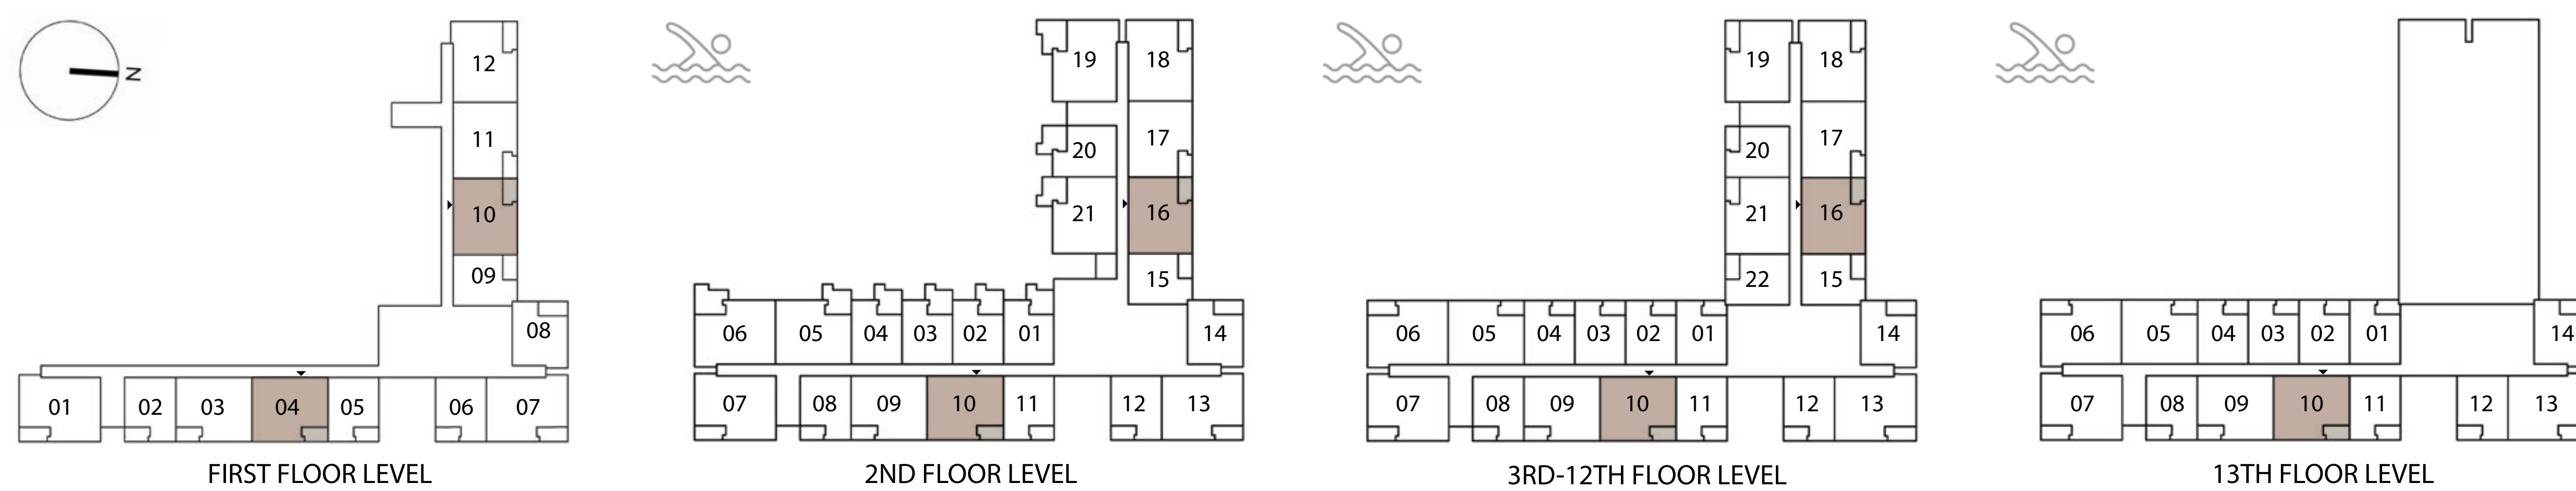 N
12
11
10
09
08
01 02 03 04 05 06 07
FIRST FLOOR LEVEL
19 18
17
20
21 16
15
06 05 04 03 02 01 14
07 08 09 10 11 12 13
2ND FLOOR LEVEL
19 18
17
20
21 16
22 15
06 05 04 03 02 01 14
07 08 09 10 11 12 13
3RD-12TH FLOOR LEVEL
06 05 04 03 02 01 14
07 08 09 10 11 12 13
13TH FLOOR LEVEL